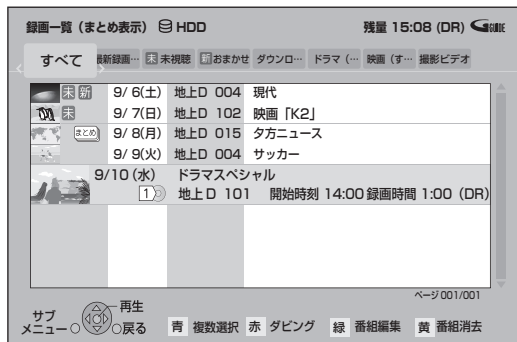 録画一覧（まとめ表示） HDD 残量 15:08 (DR) G GUIDE
すべて 最新録画… 未 未視聴 新 おまかせ ダウンロ… ドラマ（… 映画（す… 撮影ビデオ
未 新 9/ 6(土) 地上D 004 現代
未 9/ 7(日) 地上D 102 映画「K2」
まとめ 9/ 8(月) 地上D 015 夕方ニュース
9/ 9(火) 地上D 004 サッカー
9/10(水) ドラマスペシャル
1 地上D 101 開始時刻 14:00 録画時間 1:00 (DR)
ページ 001/001
サブメニュー 再生 戻る 青 複数選択 赤 ダビング 緑 番組編集 黄 番組消去